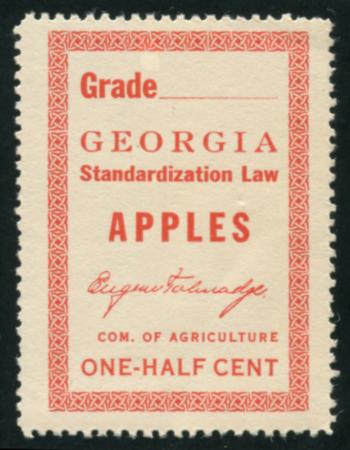 Grade
GEORGIA
Standardization Law
APPLES
Eugene Talmadge.
COM. OF AGRICULTURE
ONE-HALF CENT